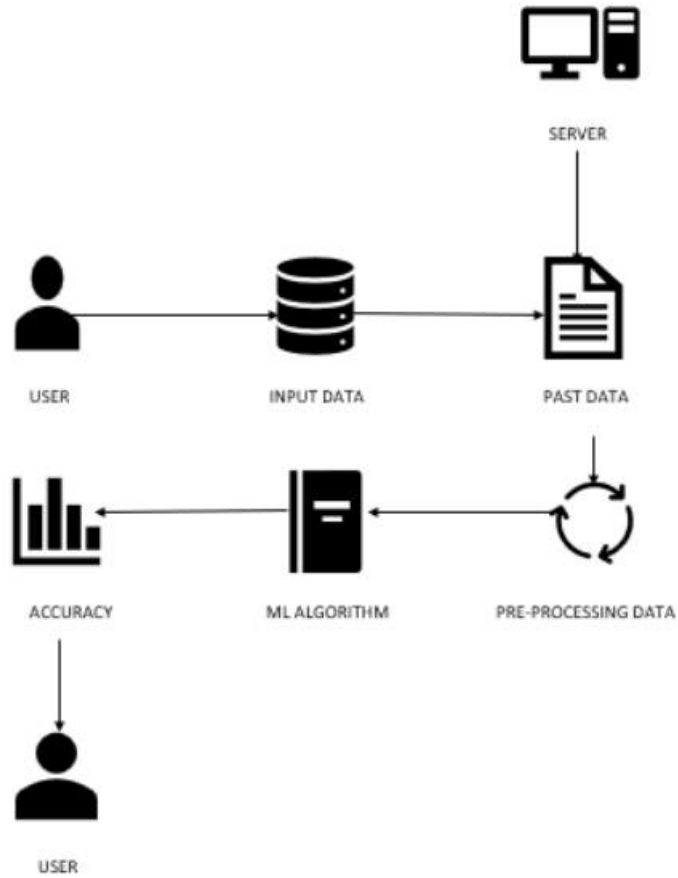 SERVER
USER
INPUT DATA
PAST DATA
ACCURACY
ML ALGORITHM
PRE-PROCESSING DATA
USER